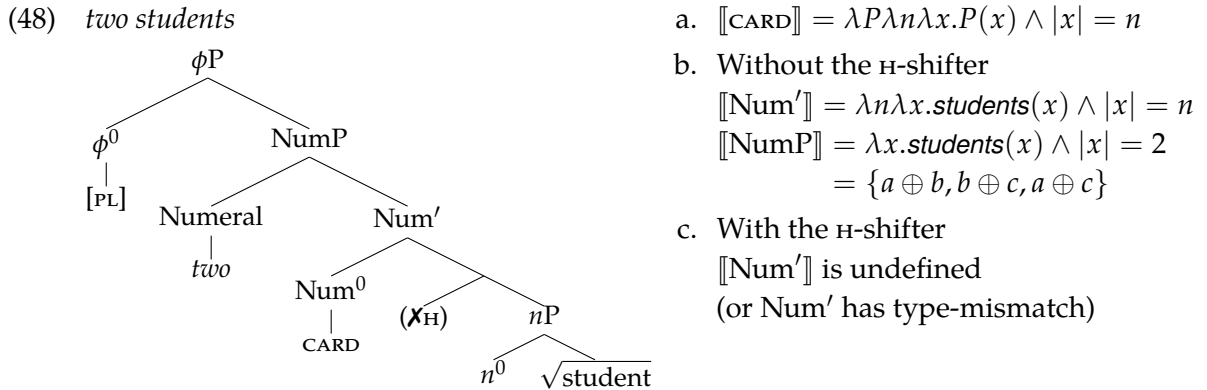 (48) two students
ϕP
ϕ⁰ NumP
[PL]
Numeral Num′
two
Num⁰
(✗H) nP
CARD
n⁰ √student
a. ⟦CARD⟧ = λPλnλx.P(x) ∧ |x| = n
b. Without the H-shifter
⟦Num′⟧ = λnλx.students(x) ∧ |x| = n
⟦NumP⟧ = λx.students(x) ∧ |x| = 2
= {a ⊕ b, b ⊕ c, a ⊕ c}
c. With the H-shifter
⟦Num′⟧ is undefined
(or Num′ has type-mismatch)